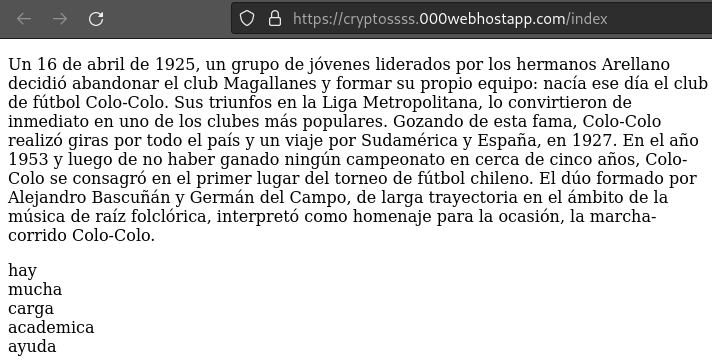 https://cryptossss.000webhostapp.com/index
Un 16 de abril de 1925, un grupo de jóvenes liderados por los hermanos Arellano
decidió abandonar el club Magallanes y formar su propio equipo: nacía ese día el club
de fútbol Colo-Colo. Sus triunfos en la Liga Metropolitana, lo convirtieron de
inmediato en uno de los clubes más populares. Gozando de esta fama, Colo-Colo
realizó giras por todo el país y un viaje por Sudamérica y España, en 1927. En el año
1953 y luego de no haber ganado ningún campeonato en cerca de cinco años, Colo-
Colo se consagró en el primer lugar del torneo de fútbol chileno. El dúo formado por
Alejandro Bascuñán y Germán del Campo, de larga trayectoria en el ámbito de la
música de raíz folclórica, interpretó como homenaje para la ocasión, la marcha-
corrido Colo-Colo.
hay
mucha
carga
academica
ayuda